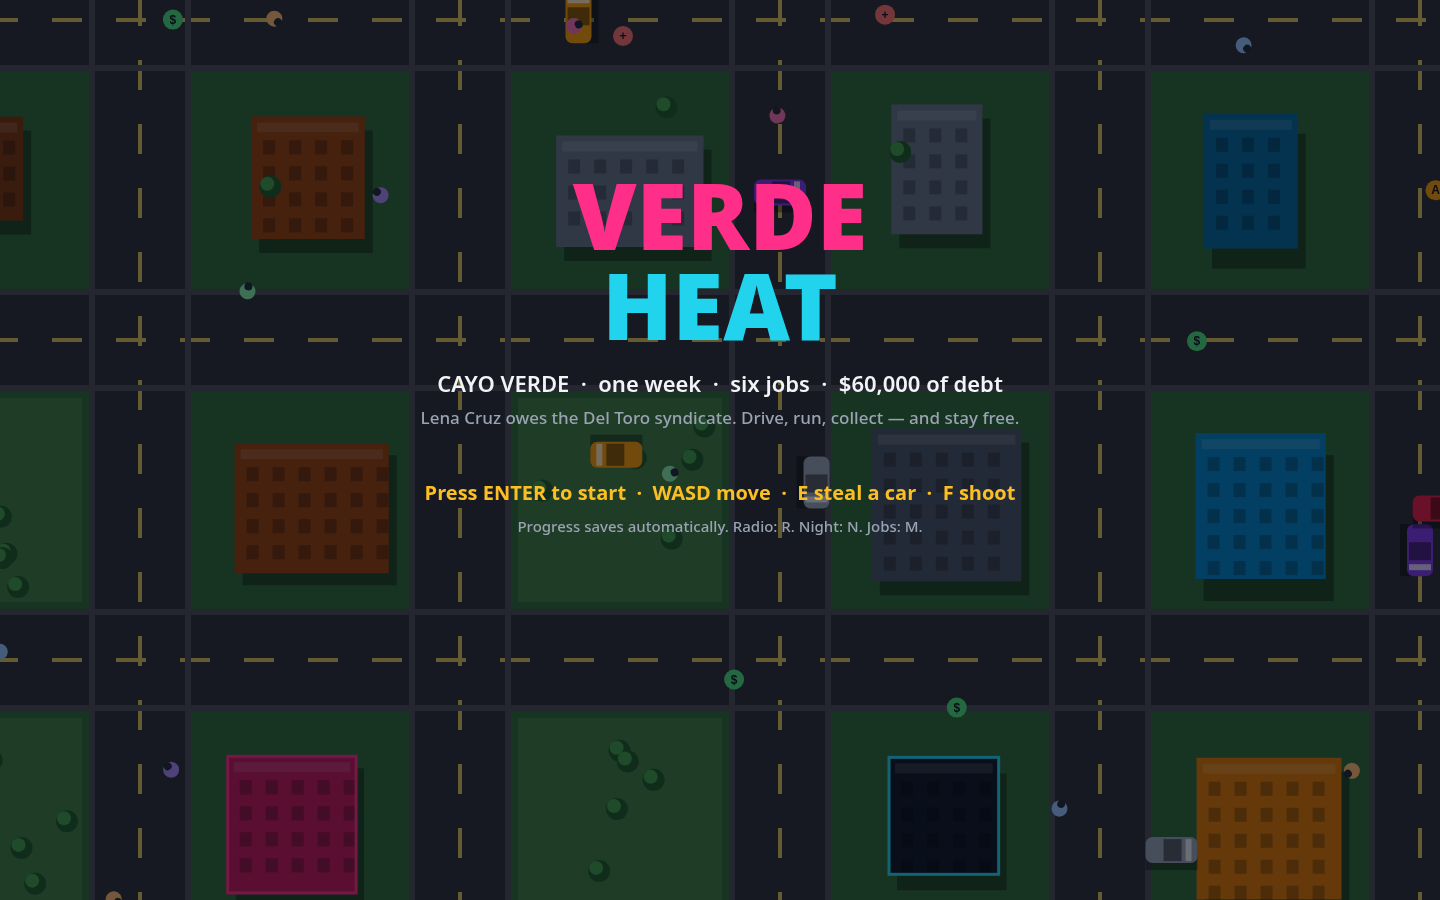 VERDE
HEAT
CAYO VERDE · one week · six jobs · $60,000 of debt
Lena Cruz owes the Del Toro syndicate. Drive, run, collect — and stay free.
Press ENTER to start · WASD move · E steal a car · F shoot
Progress saves automatically. Radio: R. Night: N. Jobs: M.
$
+
+
A
$
$
$